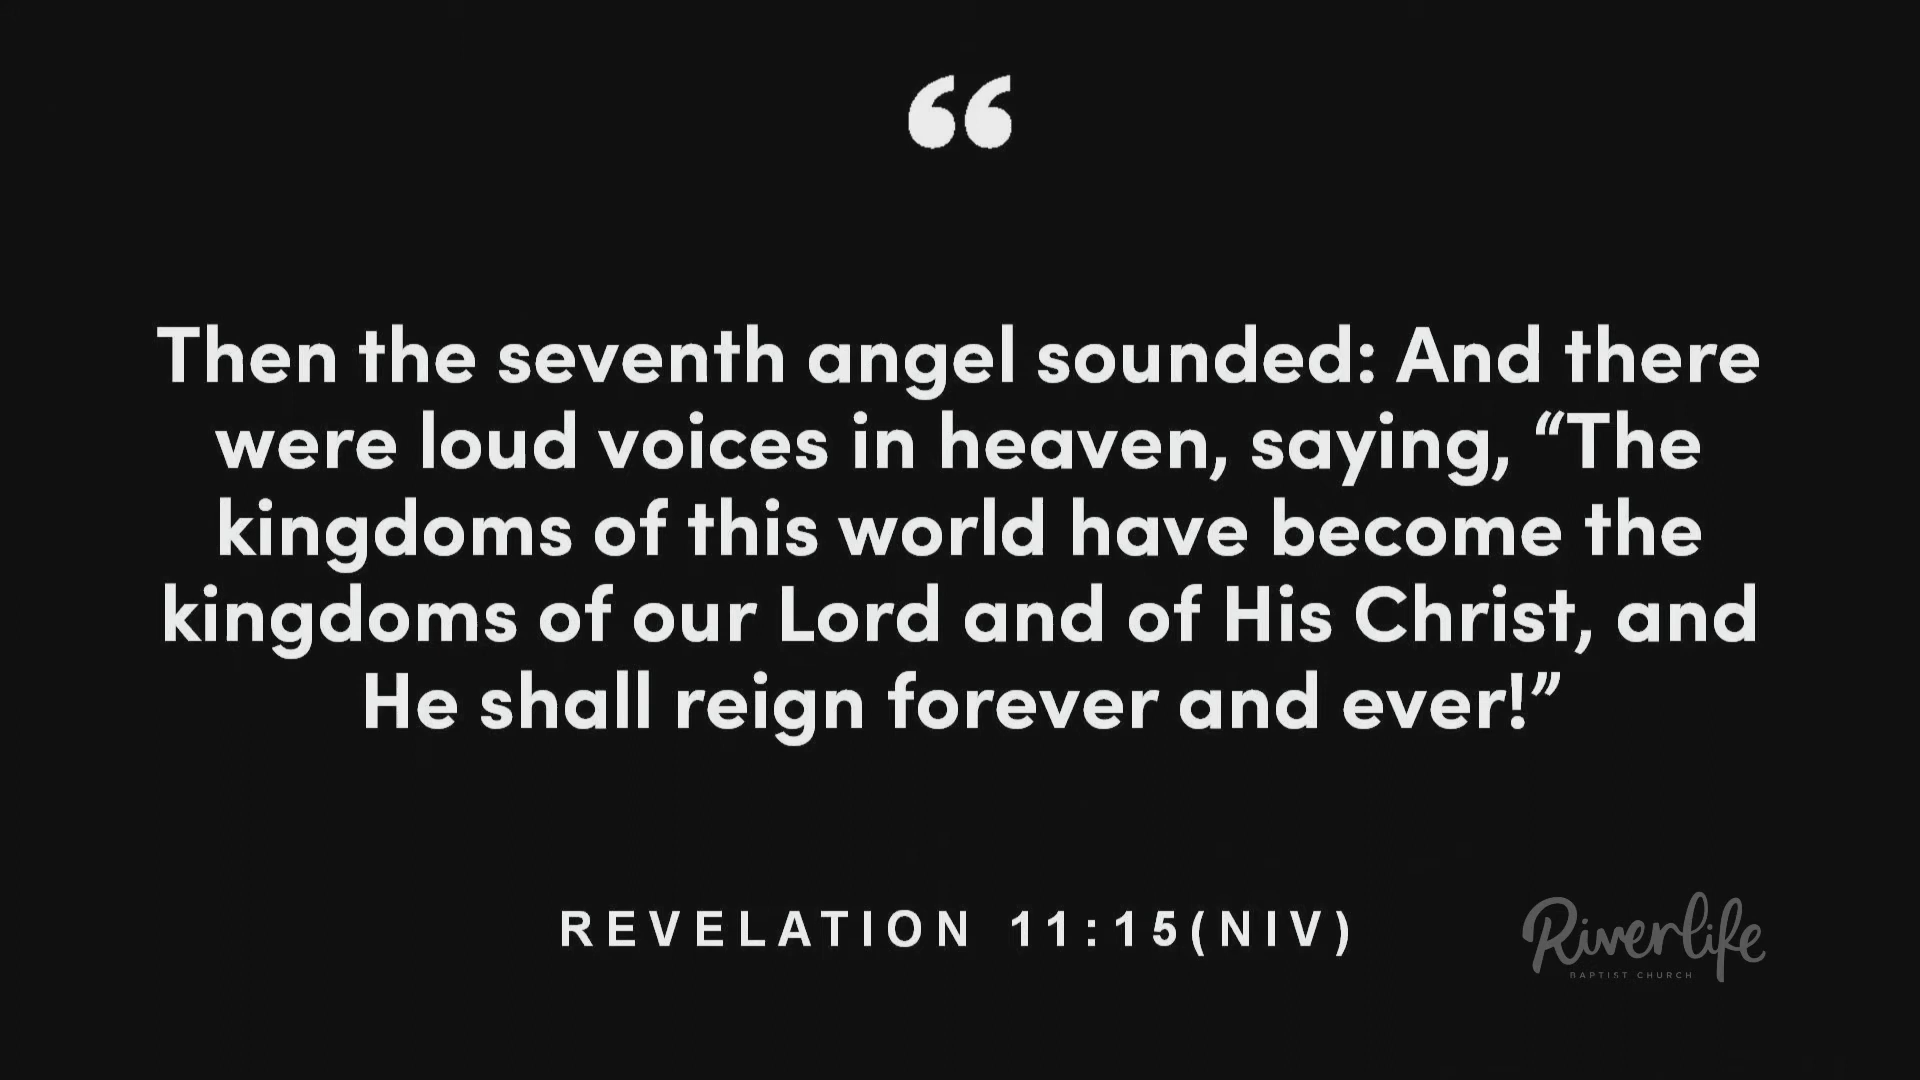 “
Then the seventh angel sounded: And there
were loud voices in heaven, saying, “The
kingdoms of this world have become the
kingdoms of our Lord and of His Christ, and
He shall reign forever and ever!”
REVELATION 11:15(NIV)
Riverlife
BAPTIST CHURCH